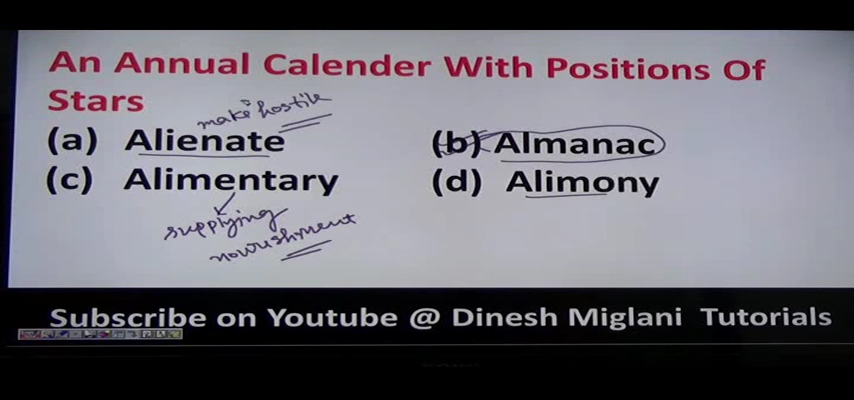 An Annual Calender With Positions Of
Stars
make hostile
(a) Alienate
(b) Almanac
(c) Alimentary
(d) Alimony
supplying
nourishment
Subscribe on Youtube @ Dinesh Miglani Tutorials